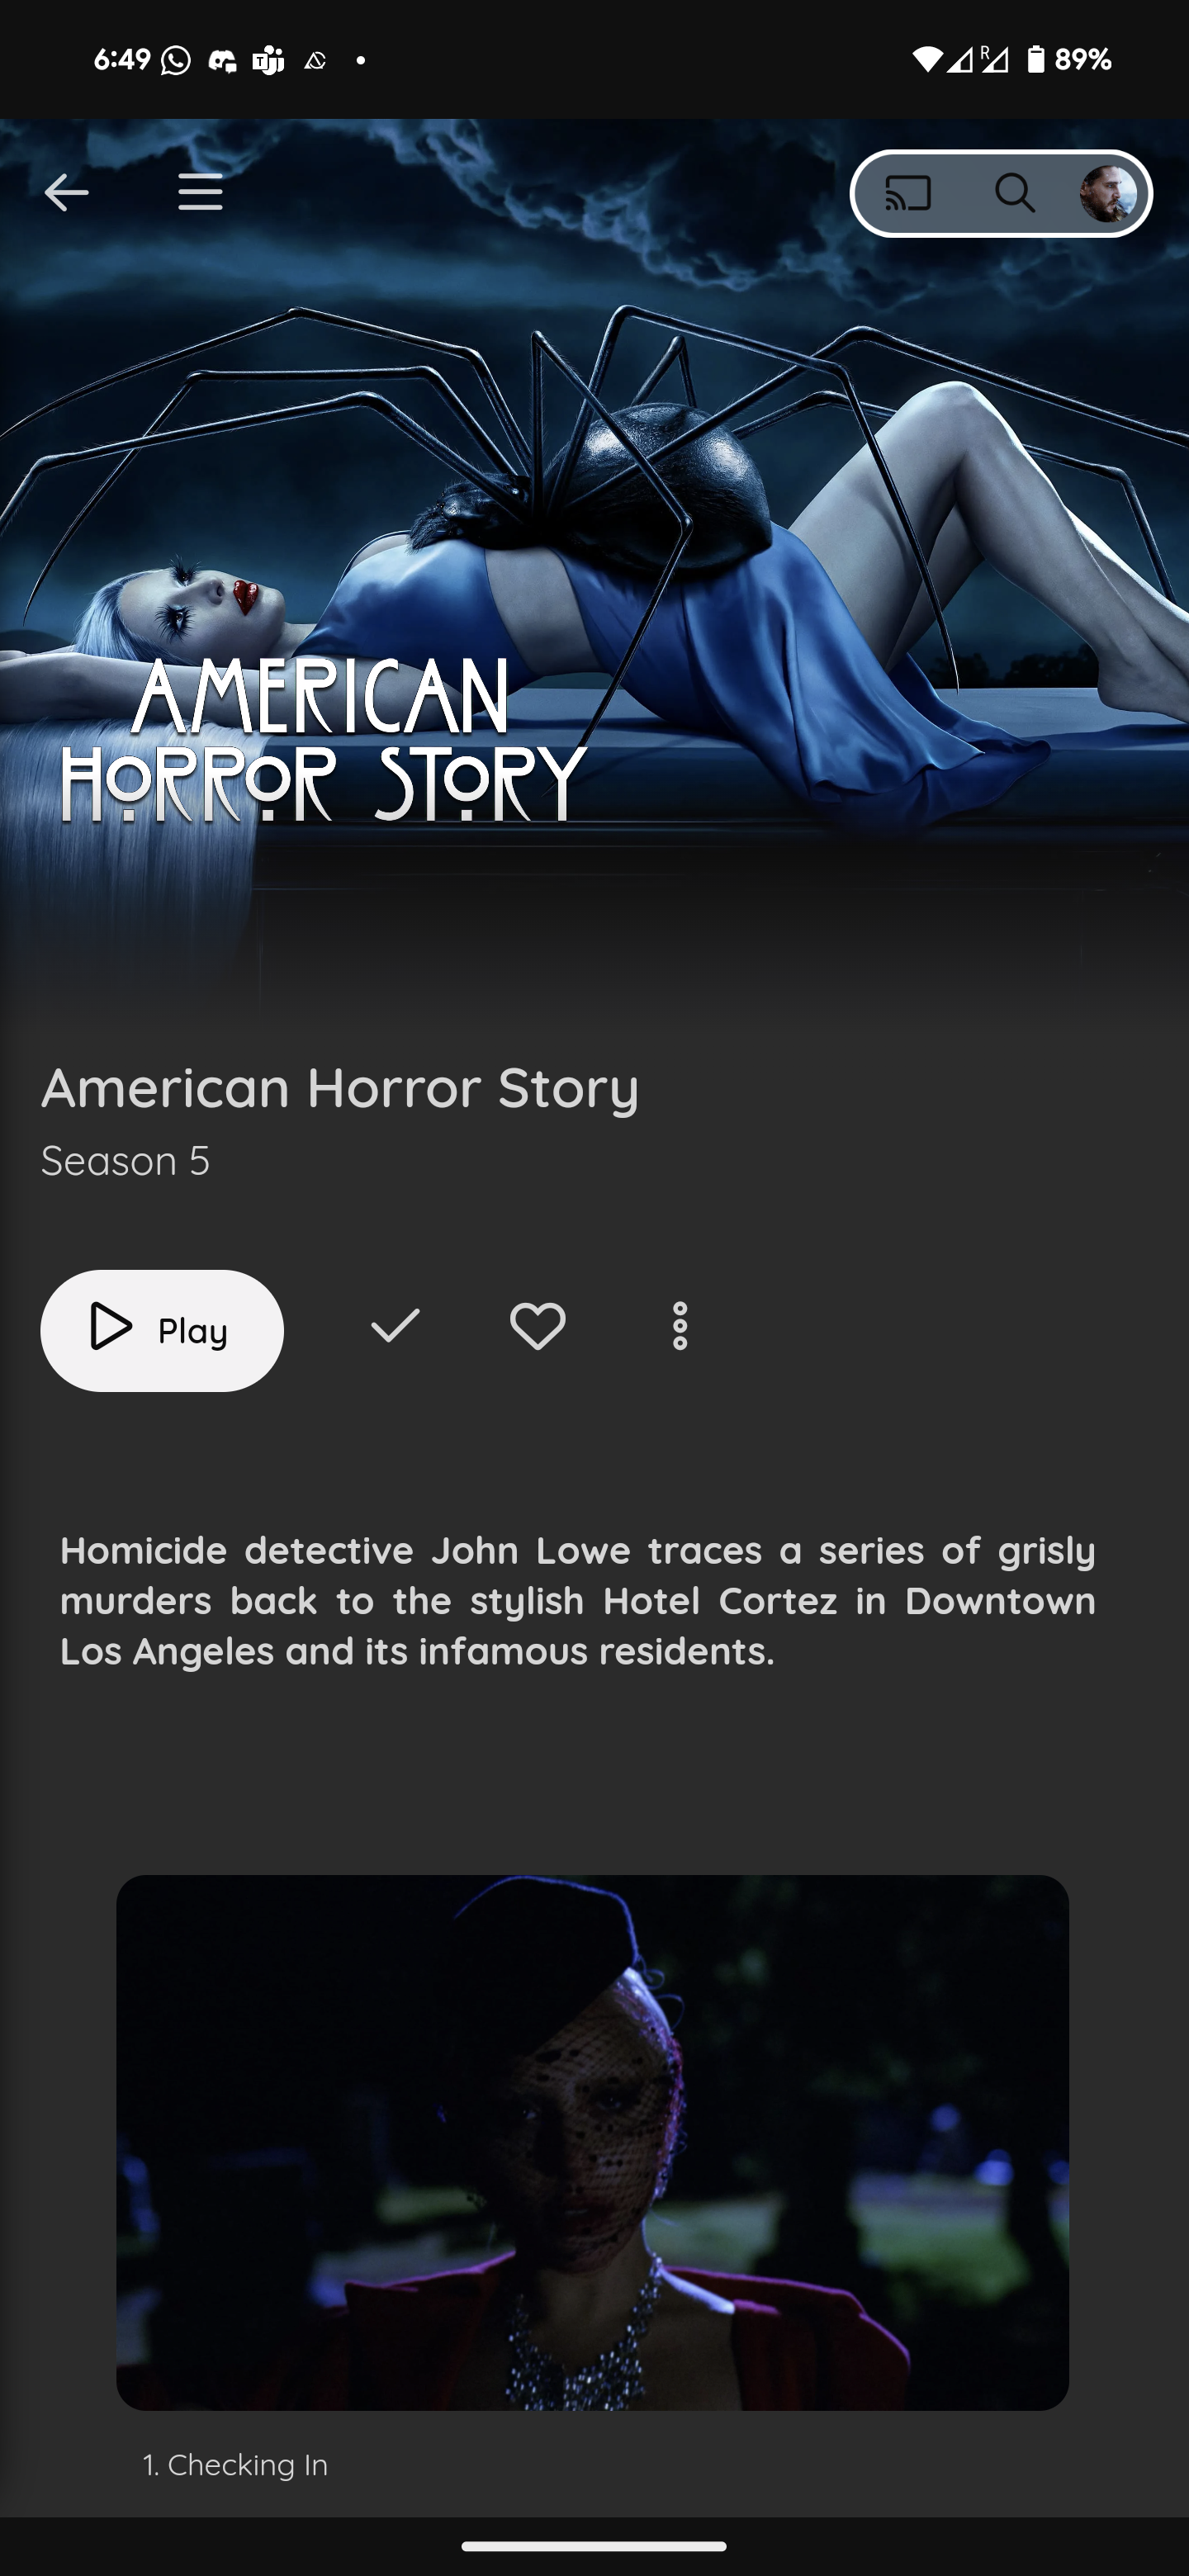 6:49
R
89%
AMERICAN
HORROR STORY
American Horror Story
Season 5
Play
Homicide detective John Lowe traces a series of grisly
murders back to the stylish Hotel Cortez in Downtown
Los Angeles and its infamous residents.
1. Checking In